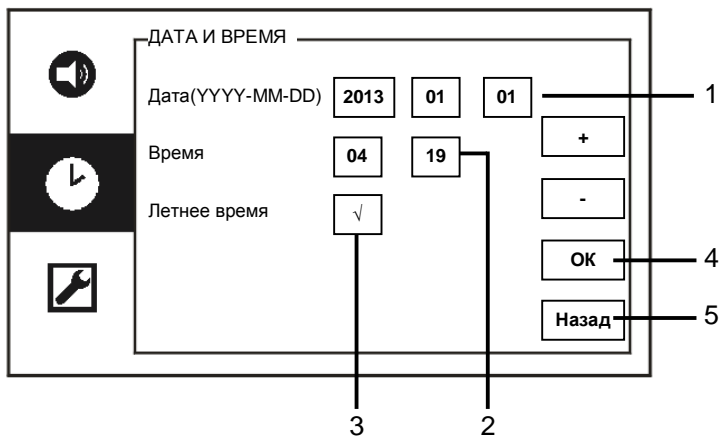 ДАТА И ВРЕМЯ
Дата(YYYY-MM-DD) 2013 01 01 1
+
Время 04 19
-
Летнее время √
ОК 4
Назад 5
3 2